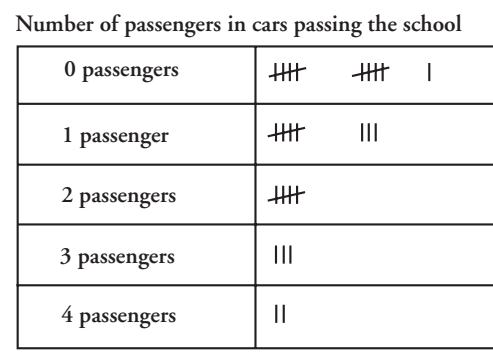 Number of passengers in cars passing the school
0 passengers
1 passenger
2 passengers
3 passengers
4 passengers